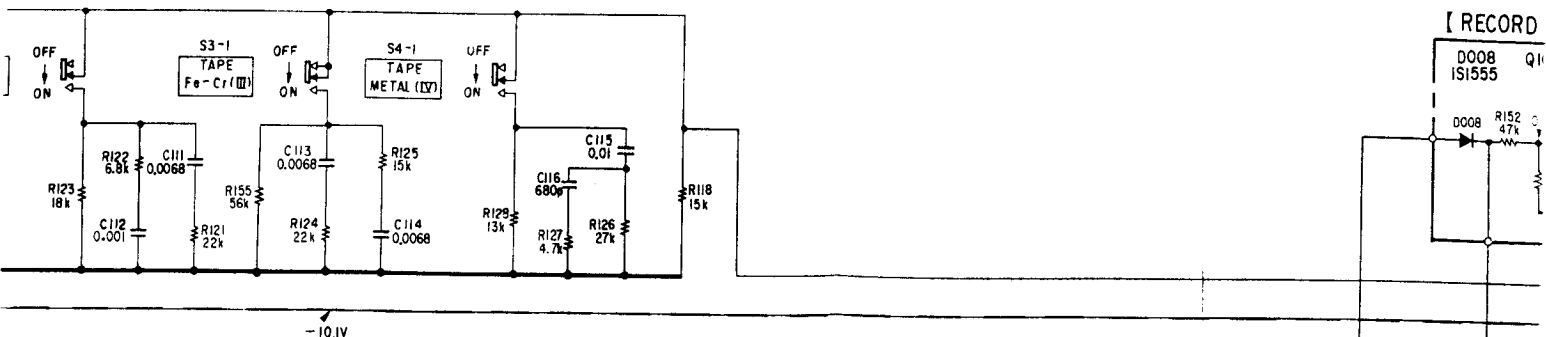 OFF
ON
S3-1
TAPE
Fe-Cr(III)
OFF
ON
S4-1
TAPE
METAL (IV)
OFF
ON
[ RECORD
D008
IS1555
D008
R152
47k
R123
18k
R122
6.8k
C111
0.0068
C112
0.001
R121
22k
R155
56k
C113
0.0068
R125
15k
R124
22k
C114
0.0068
R129
13k
C115
0.01
C116
680p
R127
4.7k
R126
27k
R118
15k
-10.1V